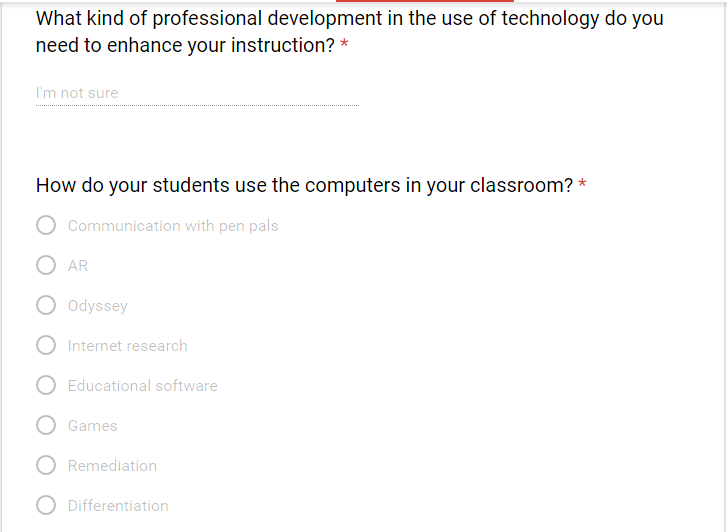 What kind of professional development in the use of technology do you
need to enhance your instruction? *
I'm not sure
How do your students use the computers in your classroom? *
Communication with pen pals
AR
Odyssey
Internet research
Educational software
Games
Remediation
Differentiation